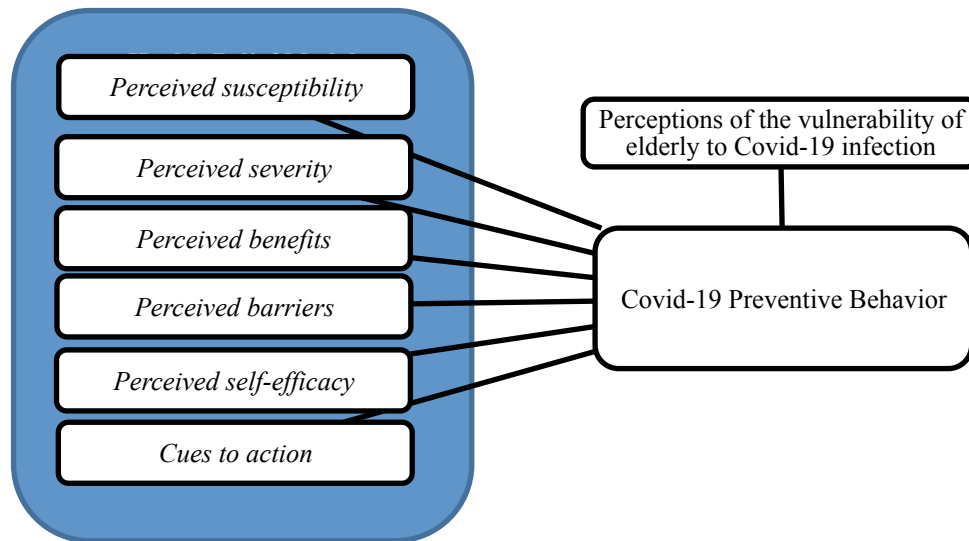 Perceived susceptibility
Perceived severity
Perceived benefits
Perceived barriers
Perceived self-efficacy
Cues to action
Perceptions of the vulnerability of
elderly to Covid-19 infection
Covid-19 Preventive Behavior